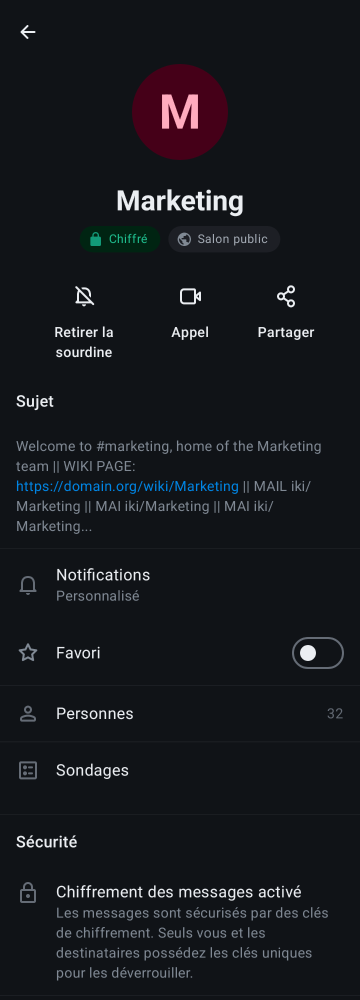 M
Marketing
Chiffré
Salon public
Retirer la
sourdine
Appel
Partager
Sujet
Welcome to #marketing, home of the Marketing
team || WIKI PAGE:
https://domain.org/wiki/Marketing || MAIL iki/
Marketing || MAI iki/Marketing || MAI iki/
Marketing...
Notifications
Personnalisé
Favori
Personnes 32
Sondages
Sécurité
Chiffrement des messages activé
Les messages sont sécurisés par des clés
de chiffrement. Seuls vous et les
destinataires possédez les clés uniques
pour les déverrouiller.